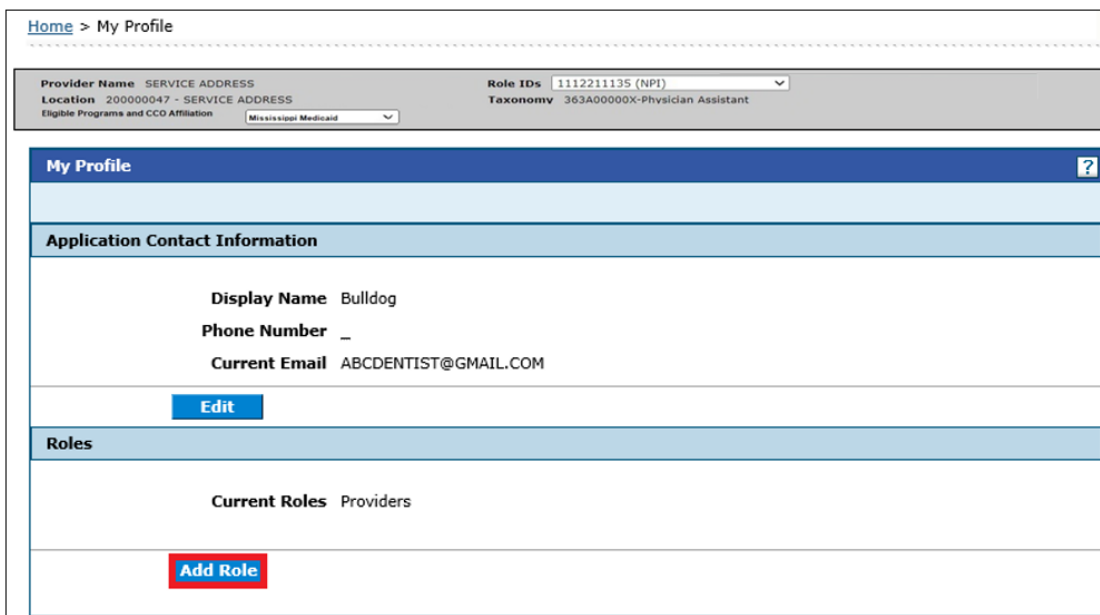 Home > My Profile
Provider Name SERVICE ADDRESS Role IDs 1112211135 (NPI)
Location 200000047 - SERVICE ADDRESS Taxonomy 363A00000X-Physician Assistant
Eligible Programs and CCO Affiliation Mississippi Medicaid
My Profile ?
Application Contact Information
Display Name Bulldog
Phone Number _
Current Email ABCDENTIST@GMAIL.COM
Edit
Roles
Current Roles Providers
Add Role